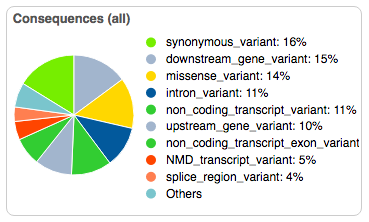 Consequences (all)
synonymous_variant: 16%
downstream_gene_variant: 15%
missense_variant: 14%
intron_variant: 11%
non_coding_transcript_variant: 11%
upstream_gene_variant: 10%
non_coding_transcript_exon_variant
NMD_transcript_variant: 5%
splice_region_variant: 4%
Others